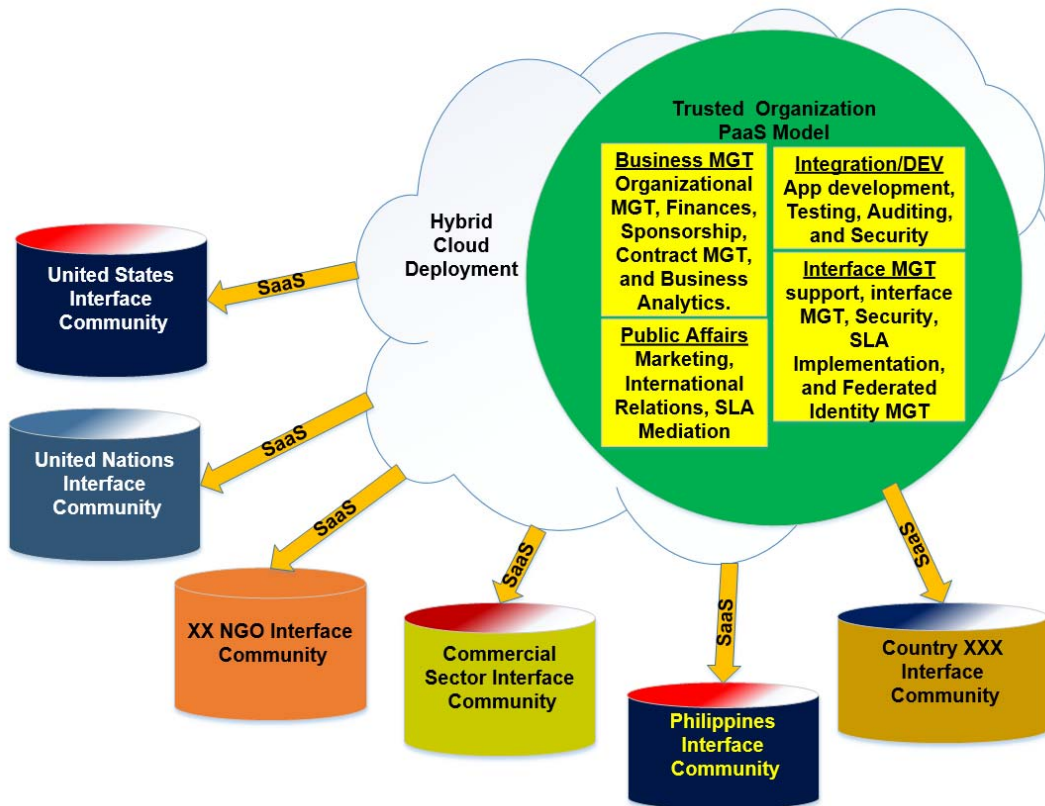 Trusted Organization
PaaS Model
Business MGT
Organizational
MGT, Finances,
Sponsorship,
Contract MGT,
and Business
Analytics.
Integration/DEV
App development,
Testing, Auditing,
and Security
Interface MGT
support, interface
MGT, Security,
SLA
Implementation,
and Federated
Identity MGT
Public Affairs
Marketing,
International
Relations, SLA
Mediation
Hybrid
Cloud
Deployment
SaaS
United States
Interface
Community
SaaS
United Nations
Interface
Community
SaaS
XX NGO Interface
Community
SaaS
Commercial
Sector Interface
Community
SaaS
Philippines
Interface
Community
SaaS
Country XXX
Interface
Community